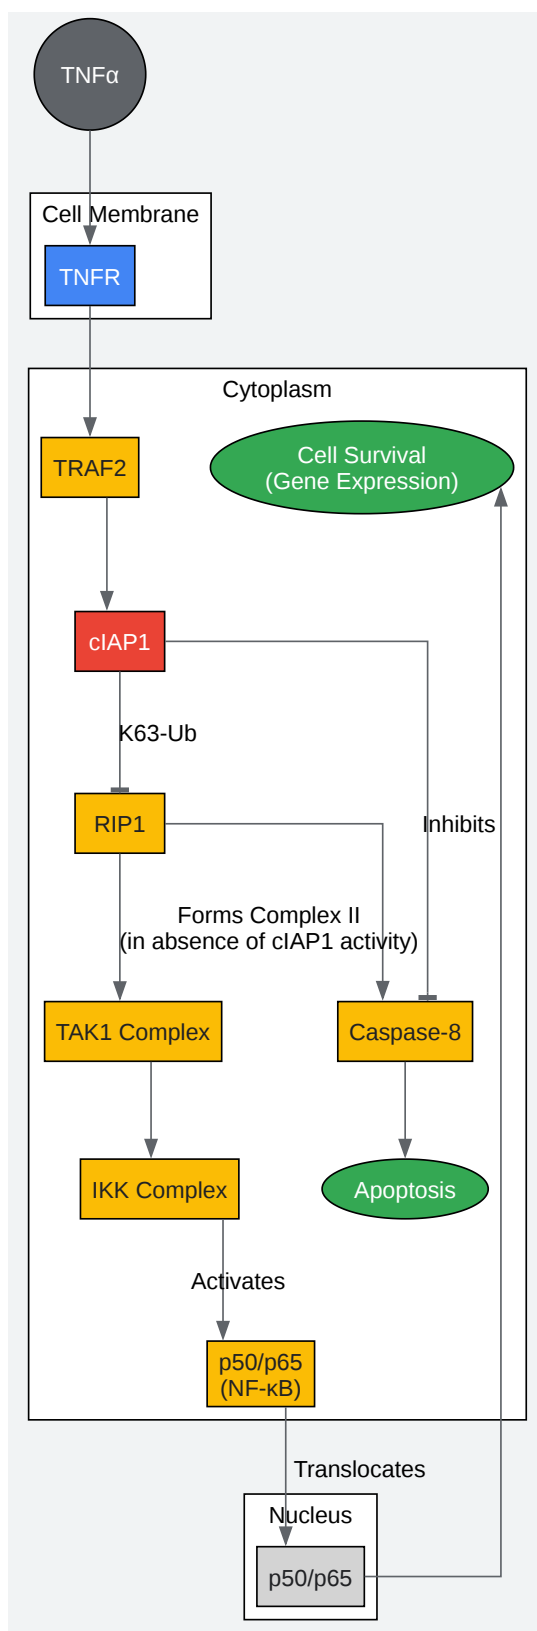 TNFα
Cell Membrane
TNFR
Cytoplasm
TRAF2
Cell Survival
(Gene Expression)
cIAP1
K63-Ub
RIP1
Inhibits
Forms Complex II
(in absence of cIAP1 activity)
TAK1 Complex
Caspase-8
IKK Complex
Apoptosis
Activates
p50/p65
(NF-κB)
Translocates
Nucleus
p50/p65